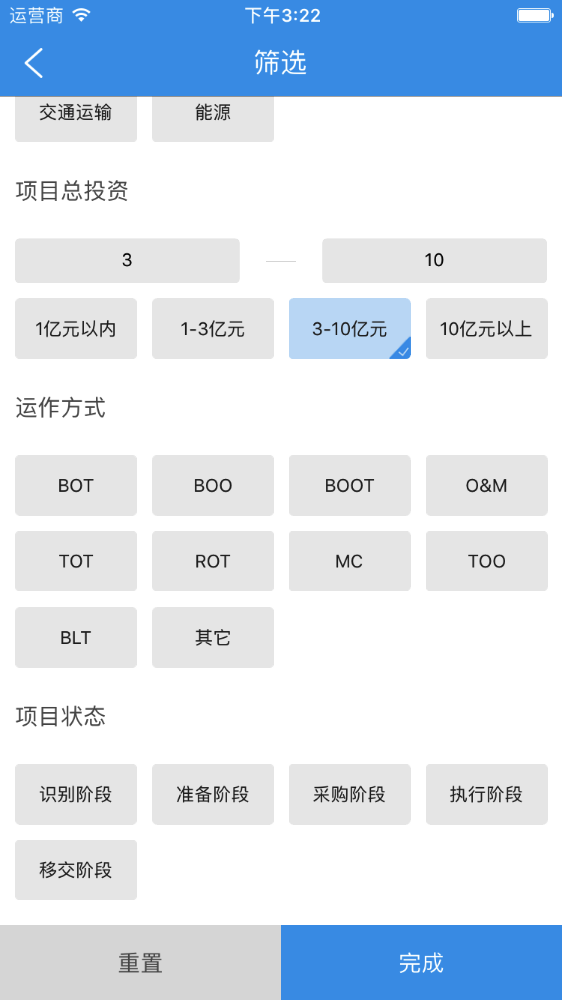 运营商 下午3:22
筛选
交通运输 能源
项目总投资
3 10
1亿元以内 1-3亿元 3-10亿元 10亿元以上
运作方式
BOT BOO BOOT O&M
TOT ROT MC TOO
BLT 其它
项目状态
识别阶段 准备阶段 采购阶段 执行阶段
移交阶段
重置 完成